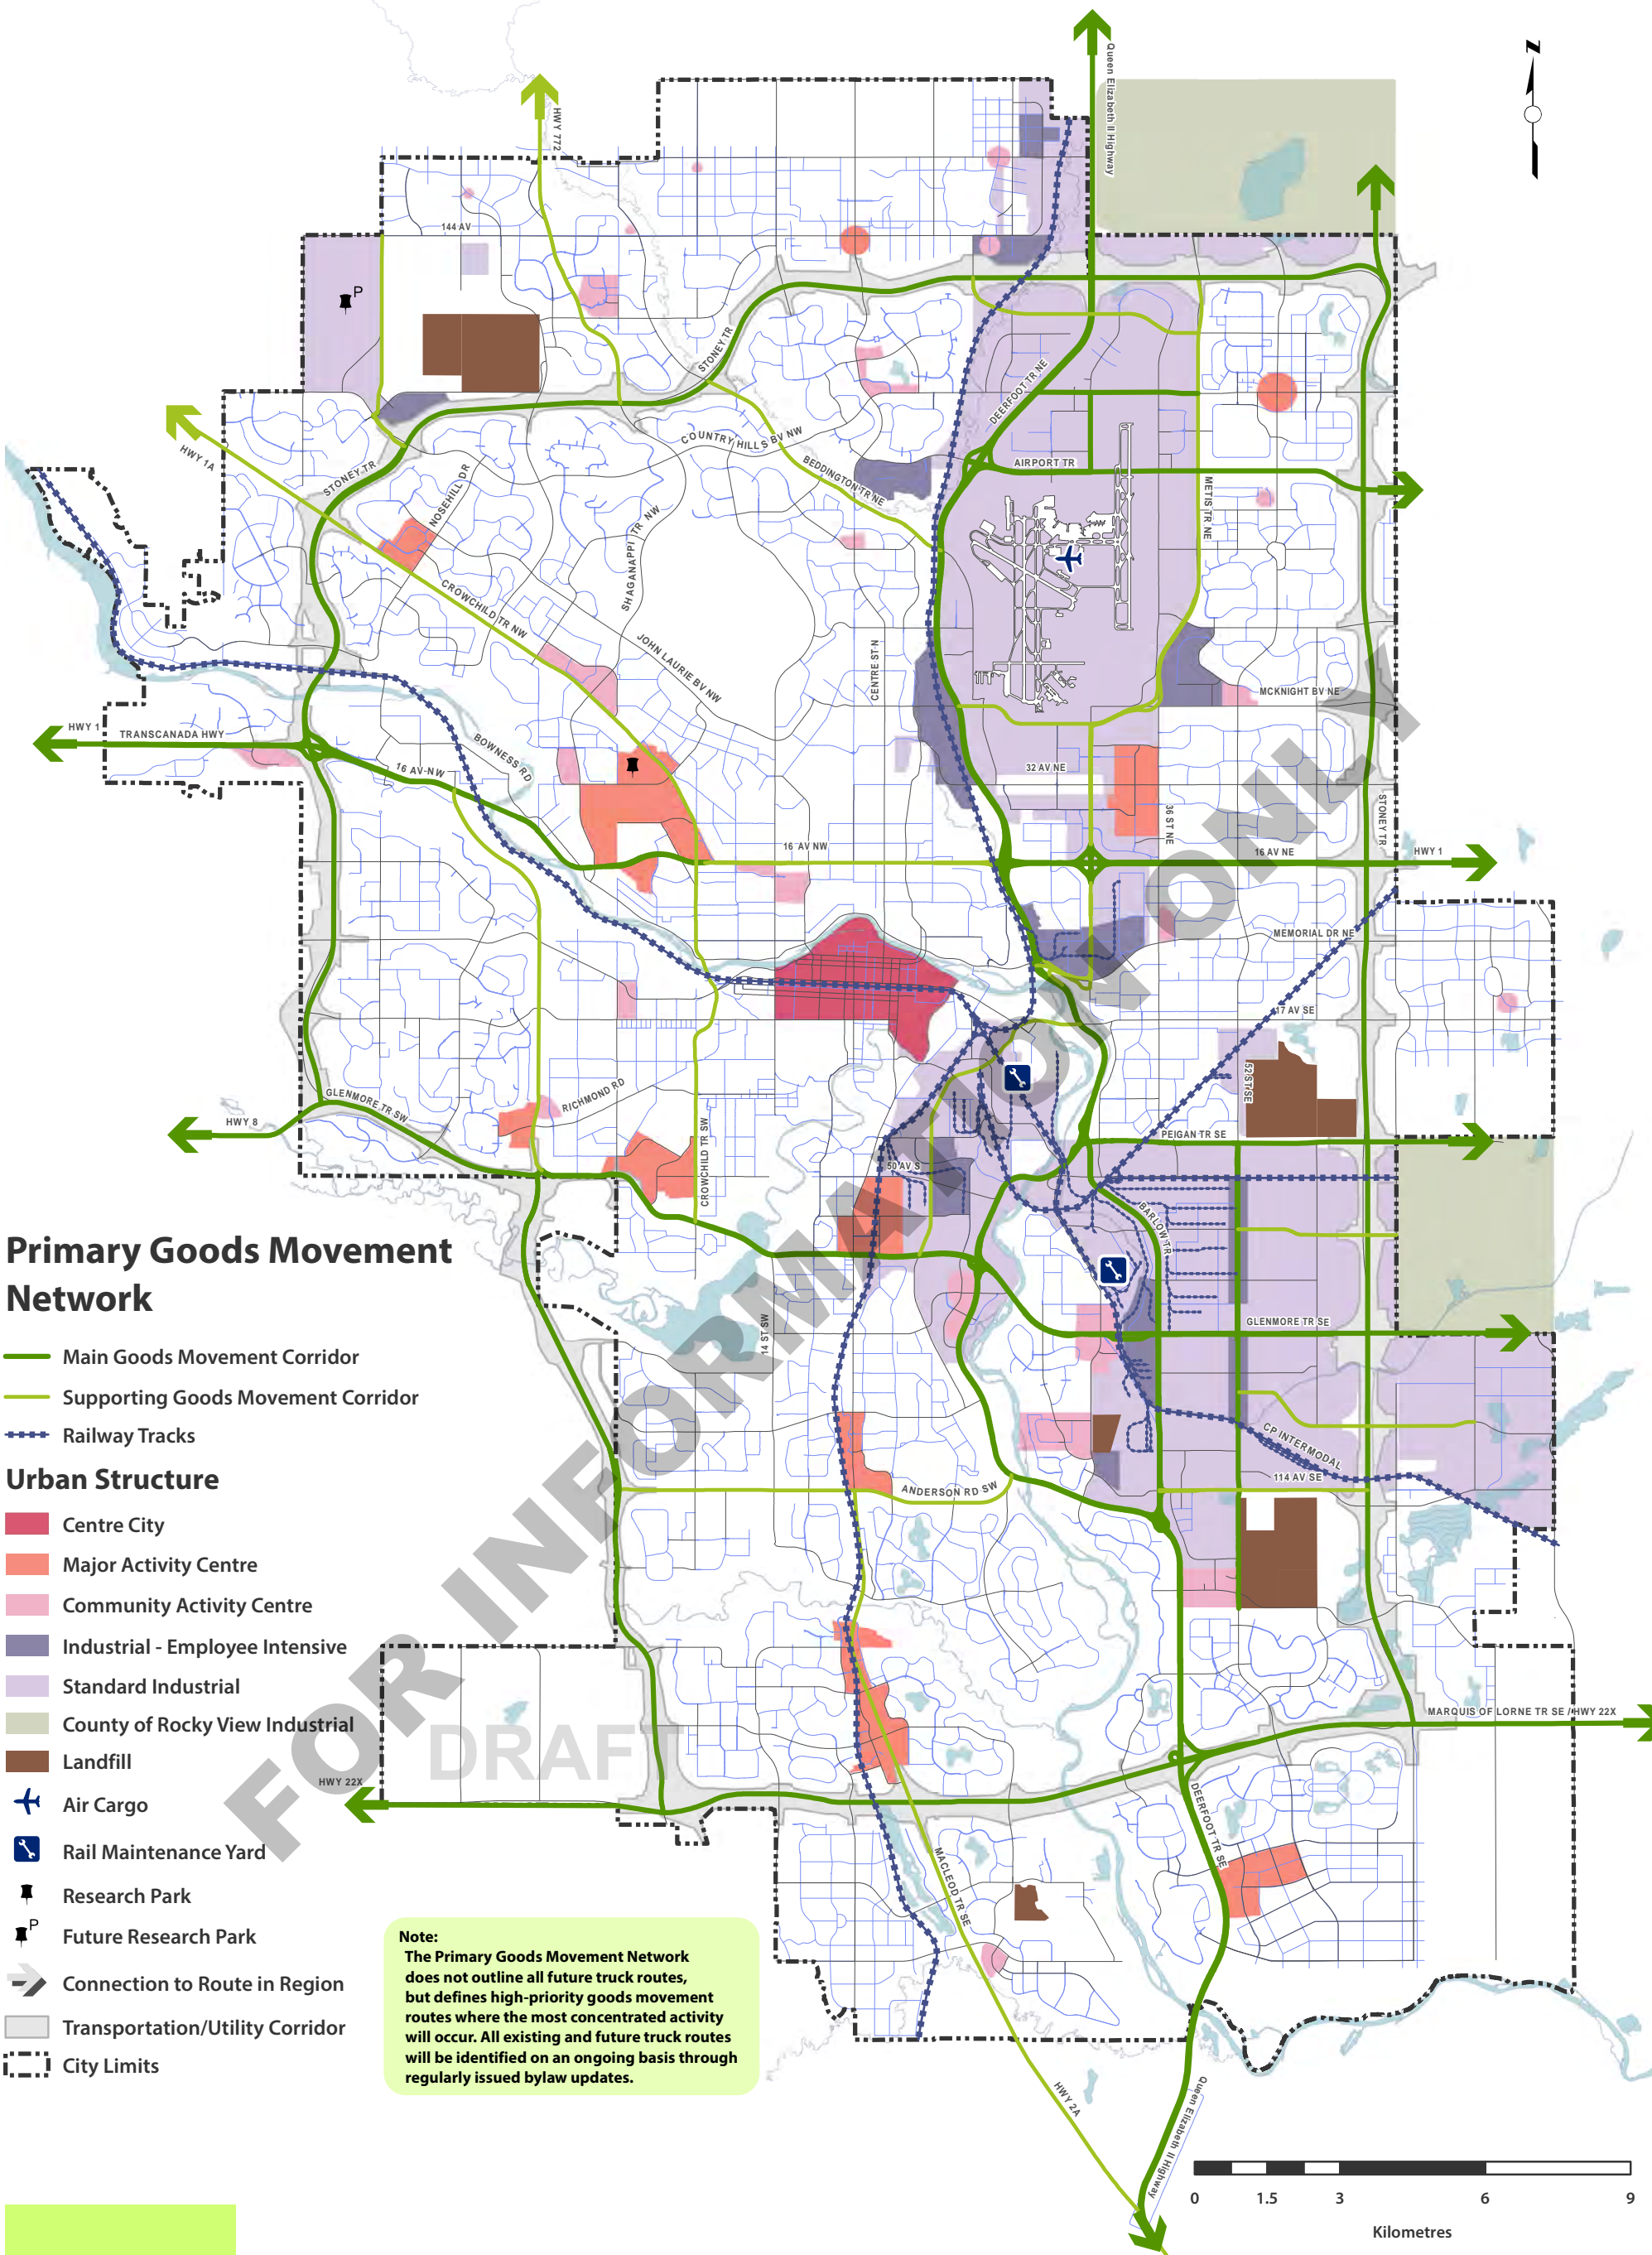 N
Queen Elizabeth II Highway
HWY 772
144 AV
P
STONEY TR
DEERFOOT TR NE
HWY 1A
COUNTRY HILLS BV NW
STONEY TR
NOSEHILL DR
BEDDINGTON TR NE
AIRPORT TR
METIS TR NE
SHAGANAPPI TR NW
CROWCHILD TR NW
JOHN LAURIE BV NW
CENTRE ST N
MCKNIGHT BV NE
HWY 1
TRANSCANADA HWY
BOWNESS RD
16 AV NW
32 AV NE
36 ST NE
STONEY TR
16 AV NW
16 AV NE
HWY 1
MEMORIAL DR NE
17 AV SE
52 ST SE
RICHMOND RD
GLENMORE TR SW
HWY 8
CROWCHILD TR SW
PEIGAN TR SE
50 AV S
BARLOW TR
Primary Goods Movement
Network
GLENMORE TR SE
14 ST SW
Main Goods Movement Corridor
Supporting Goods Movement Corridor
Railway Tracks
CP INTERMODAL
114 AV SE
ANDERSON RD SW
Urban Structure
Centre City
Major Activity Centre
Community Activity Centre
Industrial - Employee Intensive
Standard Industrial
County of Rocky View Industrial
Landfill
Air Cargo
Rail Maintenance Yard
Research Park
P
Future Research Park
Connection to Route in Region
Transportation/Utility Corridor
City Limits
FOR INFORMATION ONLY
DRAFT
MARQUIS OF LORNE TR SE / HWY 22X
HWY 22X
DEERFOOT TR SE
MACLEOD TR SE
Note:
The Primary Goods Movement Network
does not outline all future truck routes,
but defines high-priority goods movement
routes where the most concentrated activity
will occur. All existing and future truck routes
will be identified on an ongoing basis through
regularly issued bylaw updates.
HWY 2A
Queen Elizabeth II Highway
0 1.5 3 6 9
Kilometres